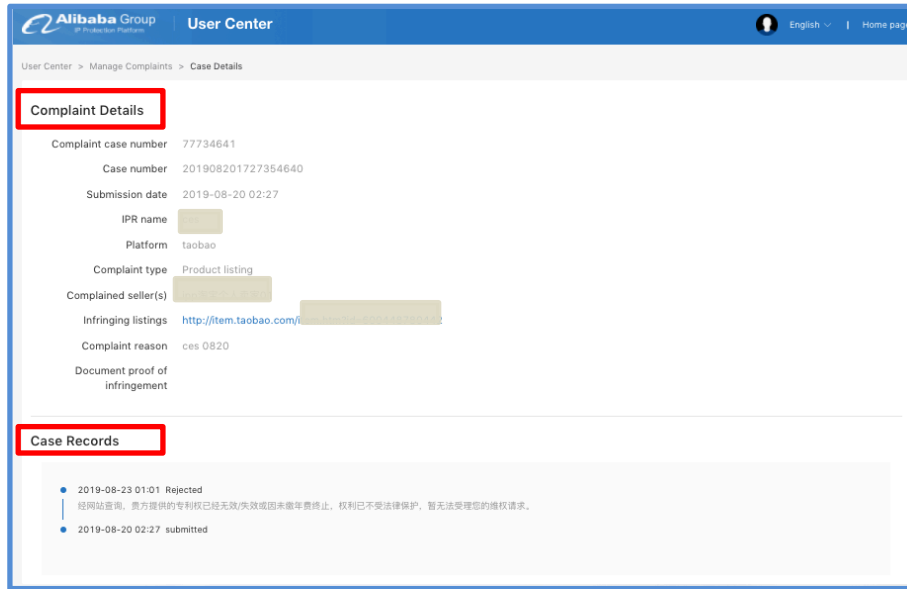 Alibaba Group
IP Protection Platform
User Center
English
|
Home page
User Center > Manage Complaints > Case Details
Complaint Details
Complaint case number 77734641
Case number 201908201727354640
Submission date 2019-08-20 02:27
IPR name
Platform taobao
Complaint type Product listing
Complained seller(s)
Infringing listings http://item.taobao.com/i
Complaint reason ces 0820
Document proof of
infringement
Case Records
2019-08-23 01:01 Rejected
经网站查询，贵方提供的专利权已经无效/失效或因未缴年费终止，权利已不受法律保护，暂无法受理您的维权请求。
2019-08-20 02:27 submitted